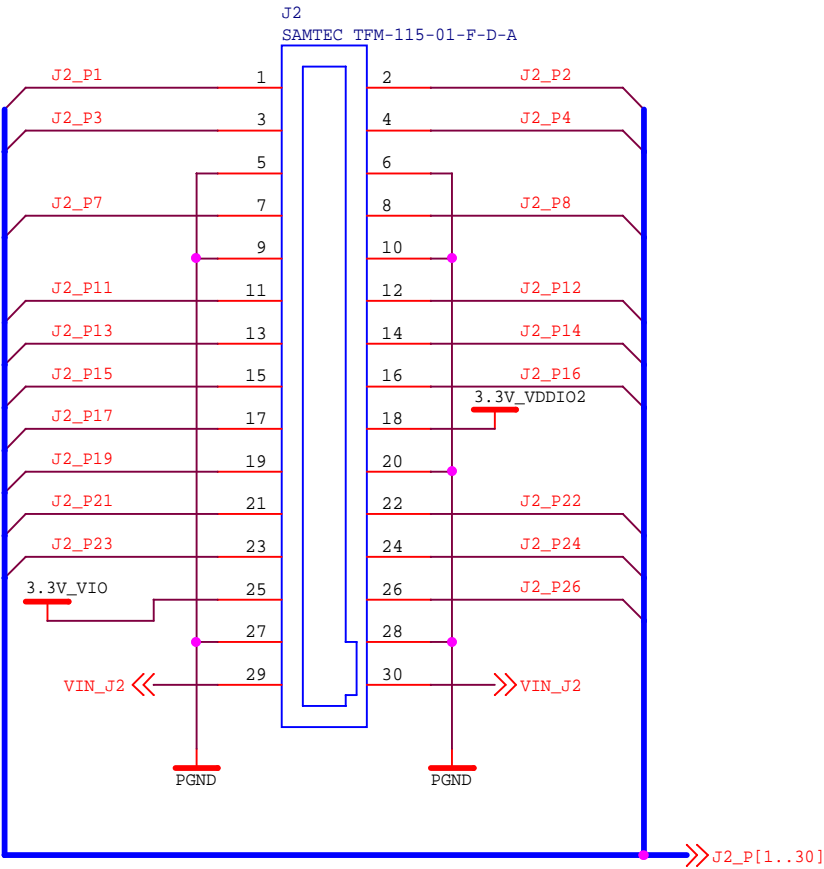 J2
SAMTEC TFM-115-01-F-D-A
J2_P1 1 2 J2_P2
J2_P3 3 4 J2_P4
5 6
J2_P7 7 8 J2_P8
9 10
J2_P11 11 12 J2_P12
J2_P13 13 14 J2_P14
J2_P15 15 16 J2_P16
3.3V_VDDIO2
J2_P17 17 18
J2_P19 19 20
J2_P21 21 22 J2_P22
J2_P23 23 24 J2_P24
3.3V_VIO 25 26 J2_P26
27 28
VIN_J2 29 30 VIN_J2
PGND PGND
J2_P[1..30]